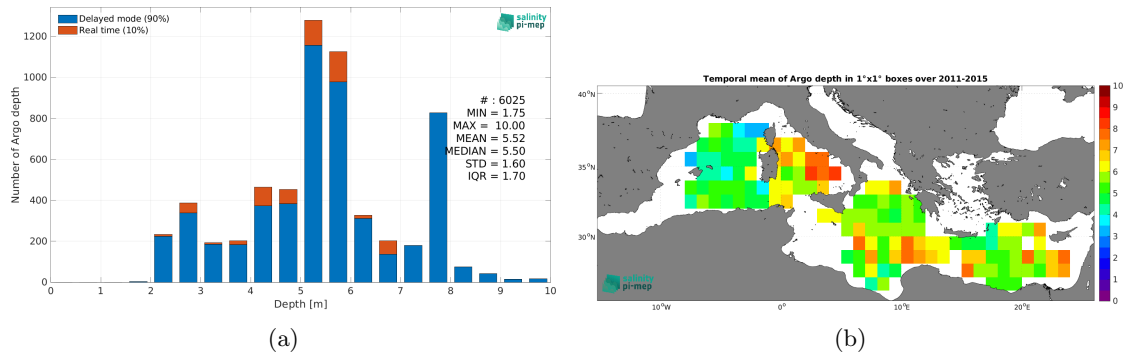 Delayed mode (90%)
Real time (10%)
salinity
pi-mep
Number of Argo depth
1200
1000
800
600
400
200
0
# : 6025
MIN = 1.75
MAX = 10.00
MEAN = 5.52
MEDIAN = 5.50
STD = 1.60
IQR = 1.70
0 1 2 3 4 5 6 7 8 9 10
Depth [m]
(a)
Temporal mean of Argo depth in 1°x1° boxes over 2011-2015
40°N
35°N
30°N
salinity
pi-mep
10°W 0° 10°E 20°E
10
9
8
7
6
5
4
3
2
1
0
(b)